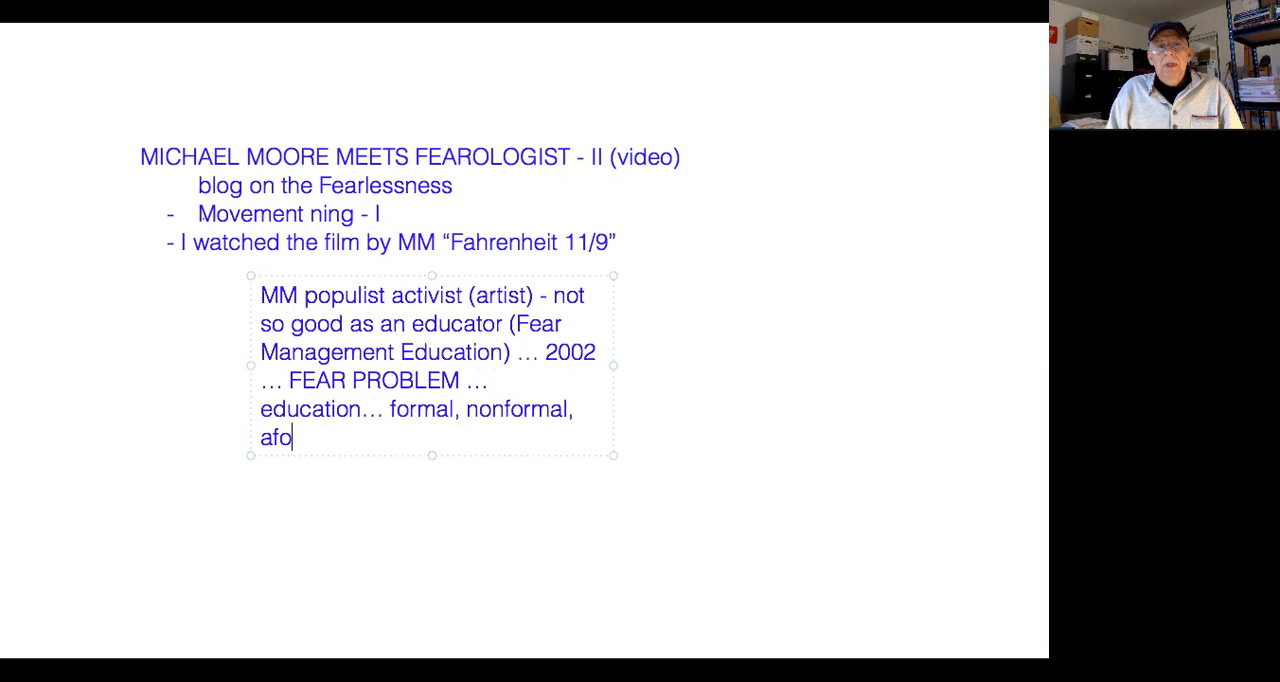 MICHAEL MOORE MEETS FEAROLOGIST - II (video)
blog on the Fearlessness
- Movement ning - I
- I watched the film by MM “Fahrenheit 11/9”
MM populist activist (artist) - not
so good as an educator (Fear
Management Education) … 2002
… FEAR PROBLEM …
education… formal, nonformal,
afo